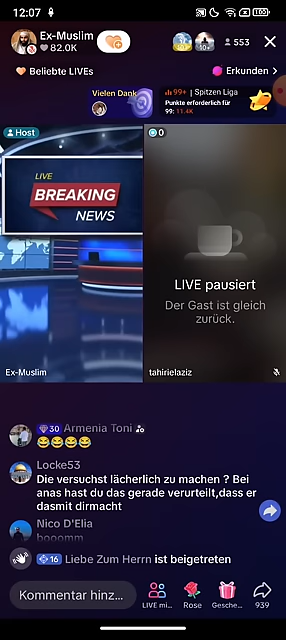 12:07
100
Ex-Muslim
82.0K
10+
553
Beliebte LIVEs
Erkunden
Vielen Dank
99+ | Spitzen Liga
Punkte erforderlich für
99: 11.4K
Host
0
LIVE
BREAKING
NEWS
LIVE pausiert
Der Gast ist gleich
zurück.
Ex-Muslim
tahirielaziz
30 Armenia Toni
😂😂😂😂
Locke53
Die versuchst lächerlich zu machen ? Bei
anas hast du das gerade verurteilt,dass er
dasmit dirmacht
Nico D'Elia
booomm
16 Liebe Zum Herrn ist beigetreten
Kommentar hinz...
LIVE mi...
Rose
Gesche...
939